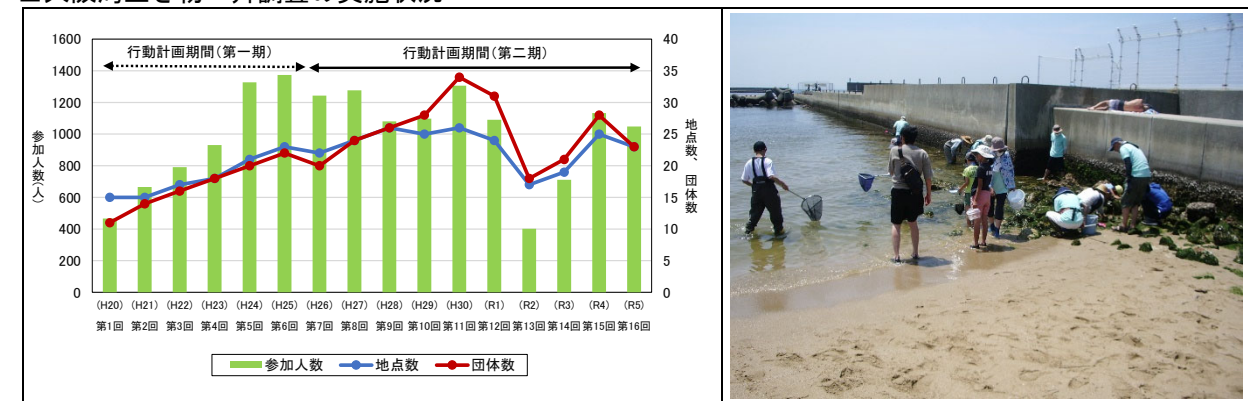 1600
1400
1200
1000
800
600
400
200
0
参加人数(人)
行動計画期間(第一期)
行動計画期間(第二期)
40
35
30
25
20
15
10
5
0
地点数、団体数
(H20) (H21) (H22) (H23) (H24) (H25) (H26) (H27) (H28) (H29) (H30) (R1) (R2) (R3) (R4) (R5)
第1回 第2回 第3回 第4回 第5回 第6回 第7回 第8回 第9回 第10回 第11回 第12回 第13回 第14回 第15回 第16回
参加人数 地点数 団体数